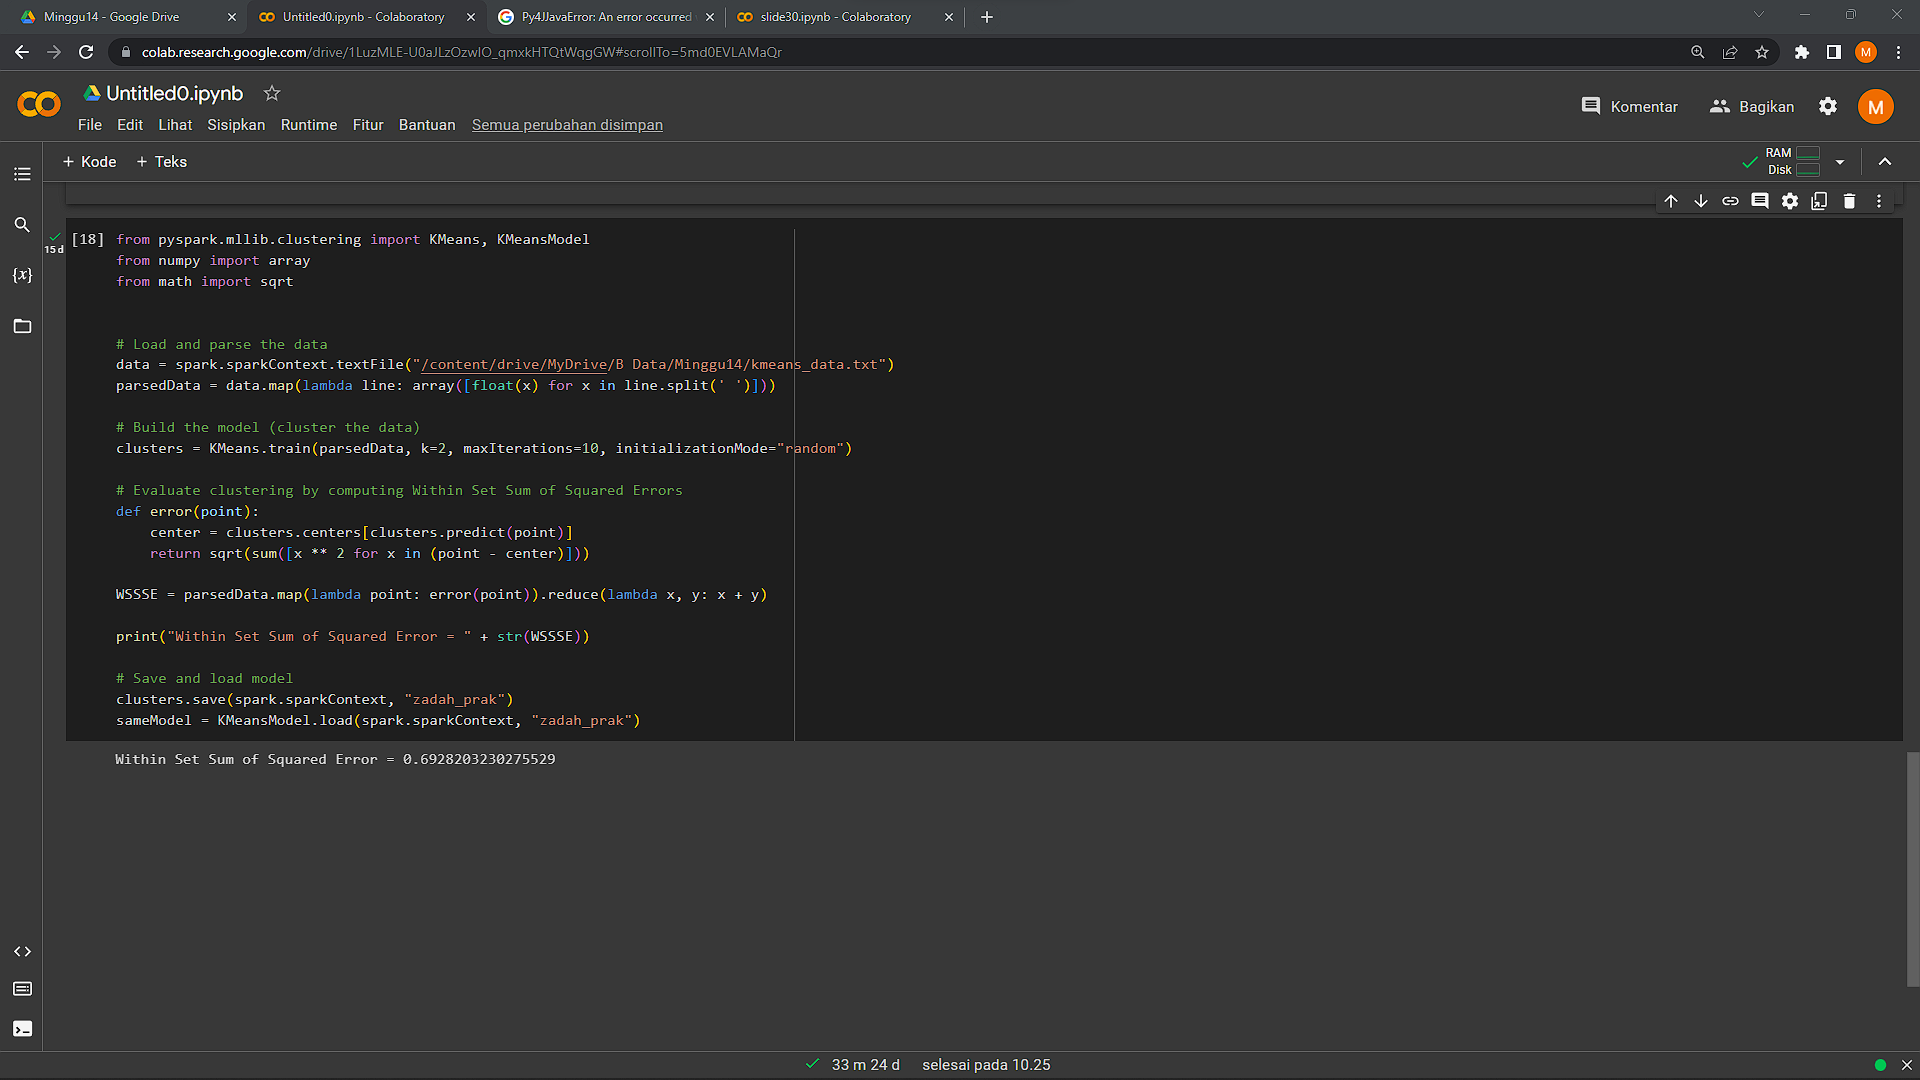 Minggu14 - Google Drive
Untitled0.ipynb - Colaboratory
Py4JJavaError: An error occurred
slide30.ipynb - Colaboratory
colab.research.google.com/drive/1LuzMLE-U0aJLzOzwIO_qmxkHTQtWqgGW#scrollTo=5md0EVLAMaQr
M
Untitled0.ipynb
File Edit Lihat Sisipkan Runtime Fitur Bantuan Semua perubahan disimpan
Komentar
Bagikan
M
+ Kode + Teks
RAM
Disk
{x}
15 d
[18] from pyspark.mllib.clustering import KMeans, KMeansModel
from numpy import array
from math import sqrt
# Load and parse the data
data = spark.sparkContext.textFile("/content/drive/MyDrive/B Data/Minggu14/kmeans_data.txt")
parsedData = data.map(lambda line: array([float(x) for x in line.split(' ')]))
# Build the model (cluster the data)
clusters = KMeans.train(parsedData, k=2, maxIterations=10, initializationMode="random")
# Evaluate clustering by computing Within Set Sum of Squared Errors
def error(point):
    center = clusters.centers[clusters.predict(point)]
    return sqrt(sum([x ** 2 for x in (point - center)]))
WSSSE = parsedData.map(lambda point: error(point)).reduce(lambda x, y: x + y)
print("Within Set Sum of Squared Error = " + str(WSSSE))
# Save and load model
clusters.save(spark.sparkContext, "zadah_prak")
sameModel = KMeansModel.load(spark.sparkContext, "zadah_prak")
Within Set Sum of Squared Error = 0.6928203230275529
33 m 24 d selesai pada 10.25